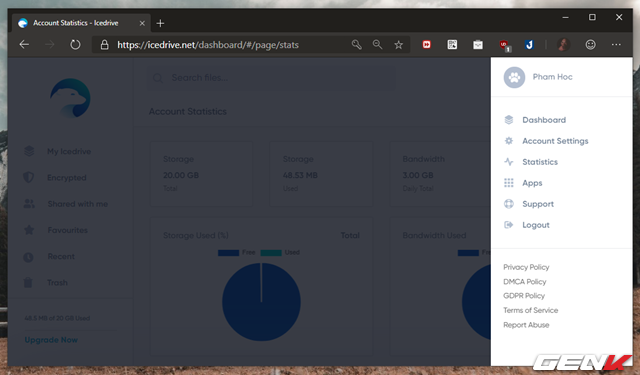 Account Statistics - Icedrive
https://icedrive.net/dashboard/#/page/stats
1
Search files...
Account Statistics
My Icedrive
Encrypted
Shared with me
Favourites
Recent
Trash
48.5 MB of 20 GB Used
Upgrade Now
Storage
20.00 GB
Total
Storage
48.53 MB
Used
Bandwidth
3.00 GB
Daily Total
Storage Used (%)
Total
Free
Used
Bandwidth Used
Free
Pham Hoc
Dashboard
Account Settings
Statistics
Apps
Support
Logout
Privacy Policy
DMCA Policy
GDPR Policy
Terms of Service
Report Abuse
GENK